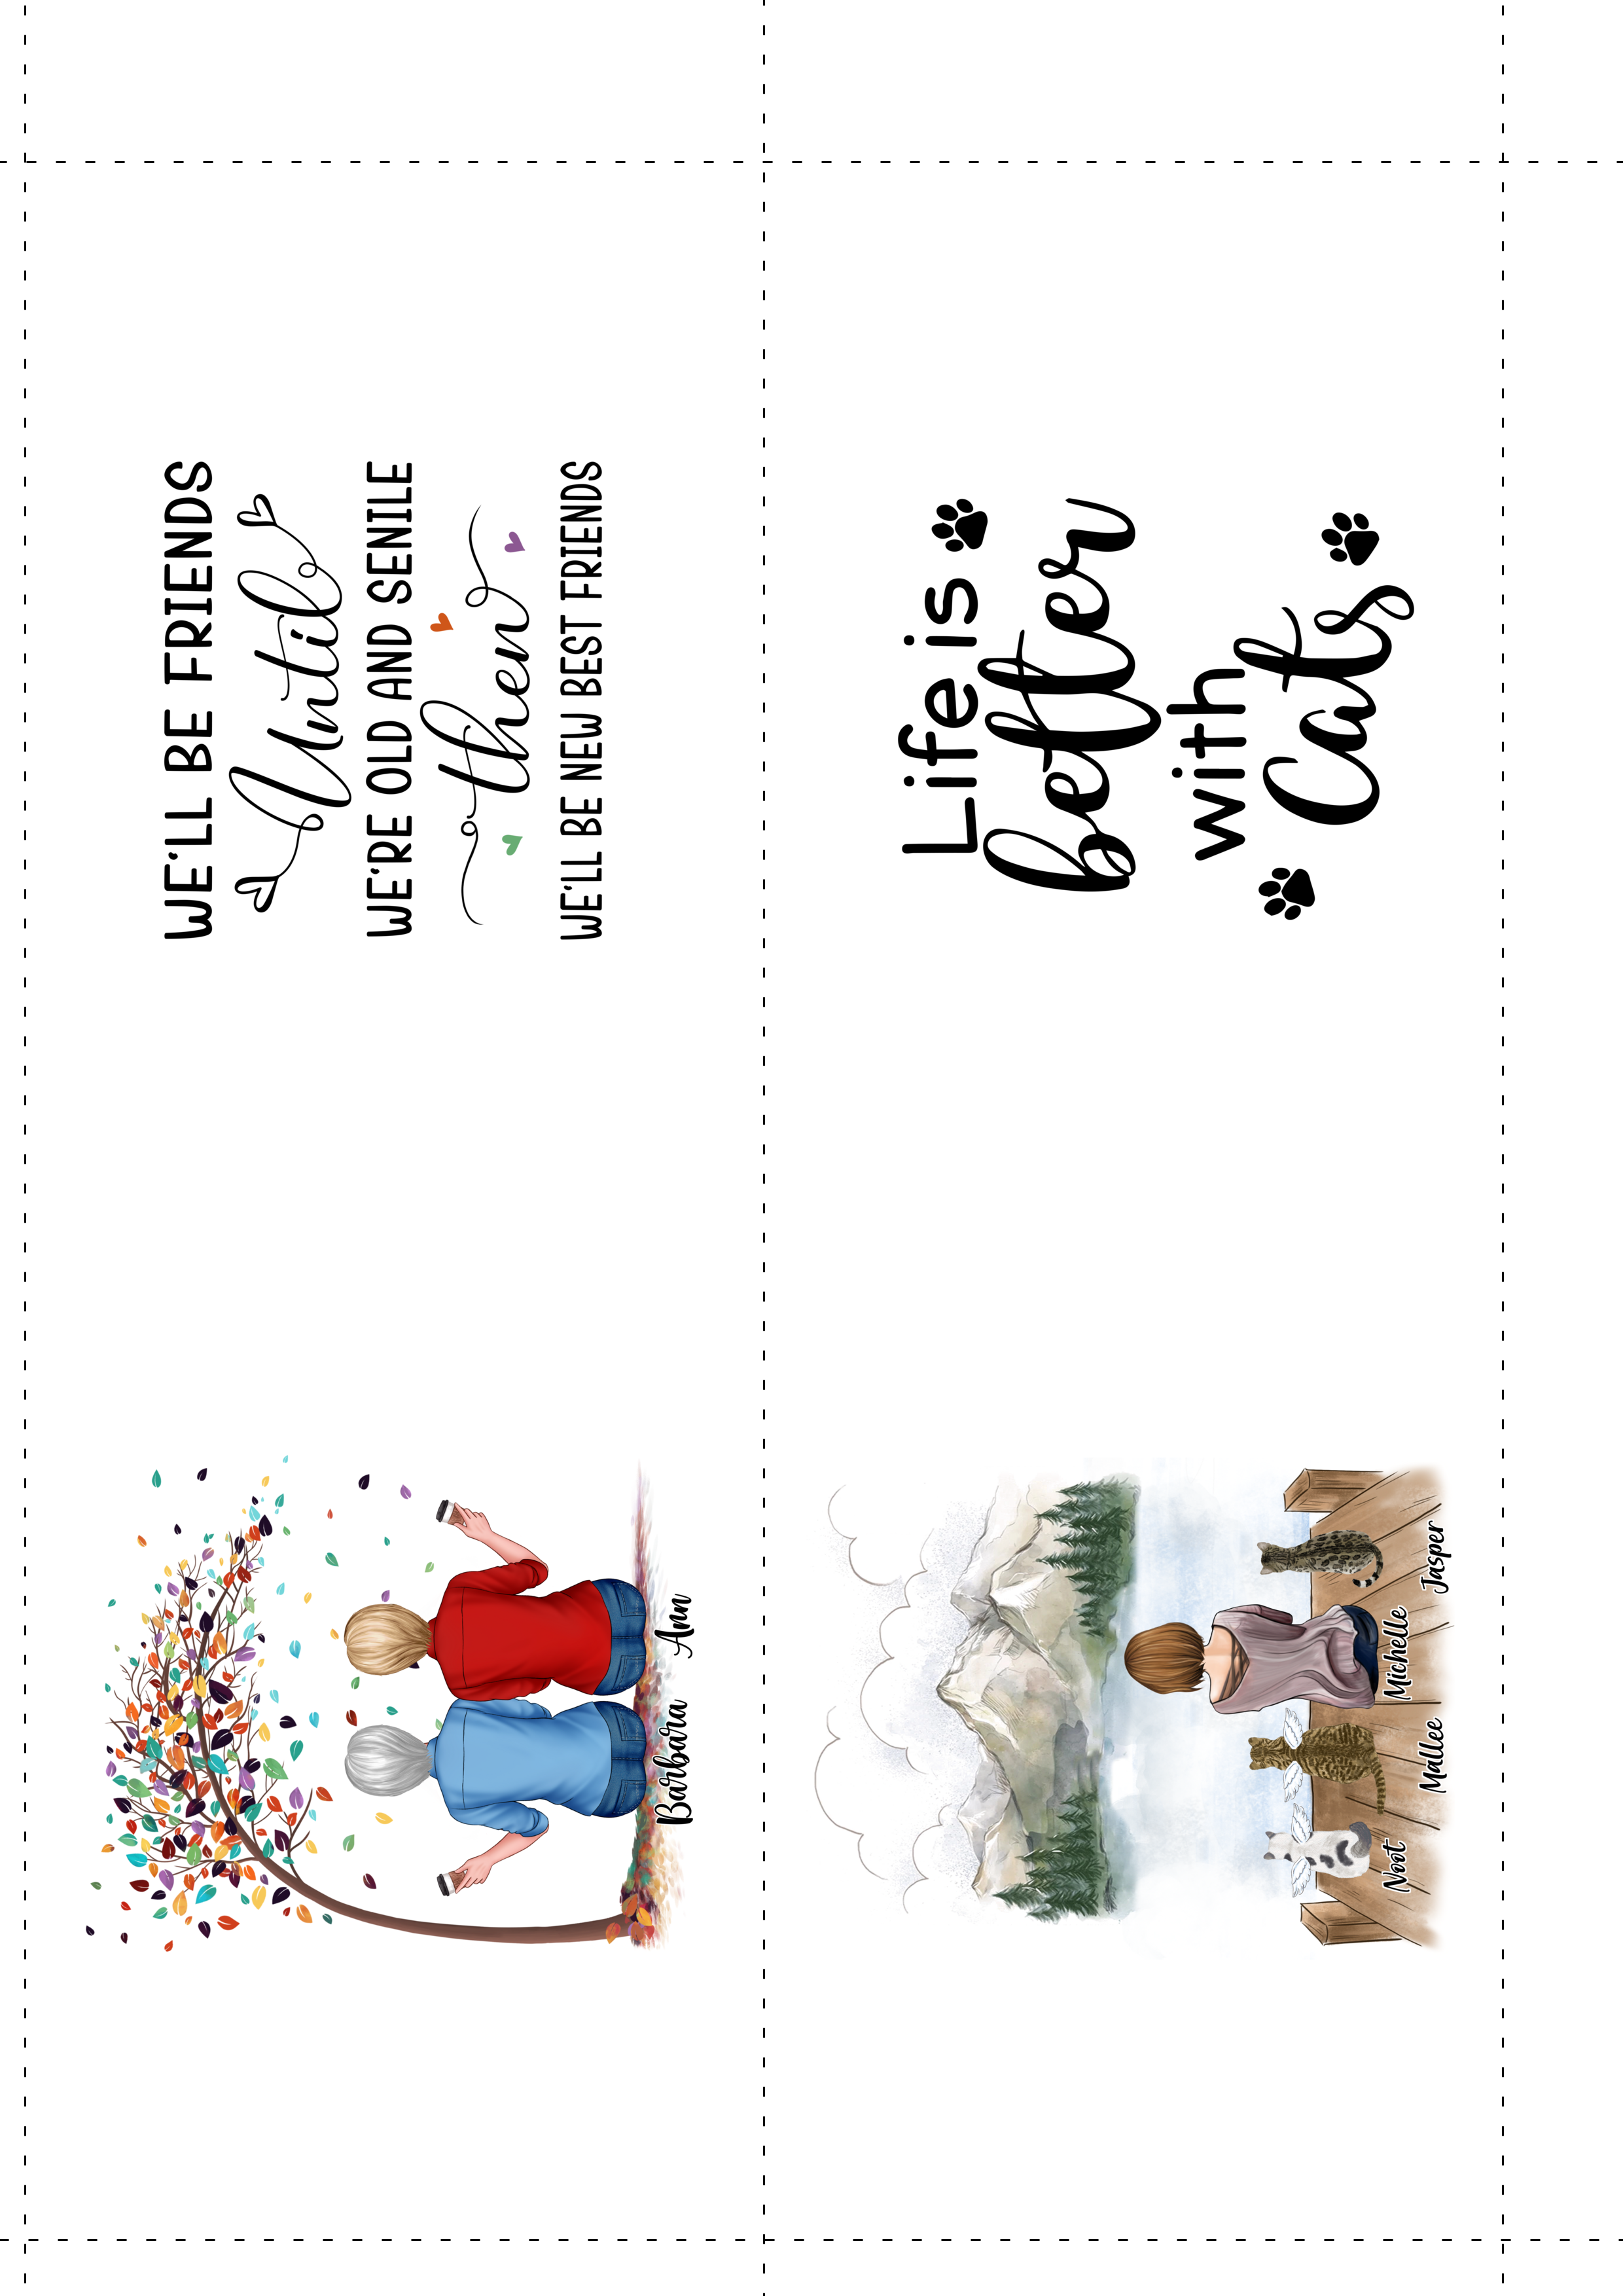 WE'LL BE FRIENDS
Until
WE'RE OLD AND SENILE
then
WE'LL BE NEW BEST FRIENDS
Barbara Ann
Life is
better
with
Cats
Noot Mallee Michelle Jasper